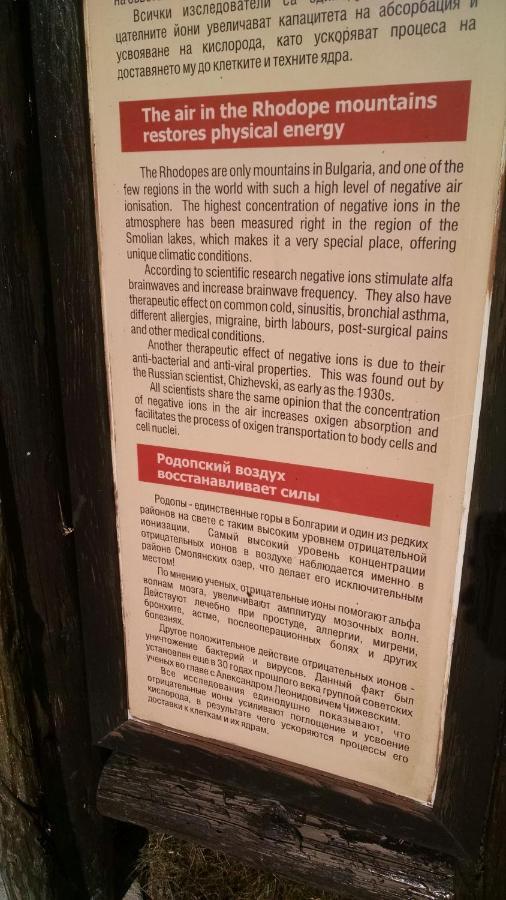 Всички изследователи са
цателните йони увеличават капацитета на абсорбация и
усвояване на кислорода, като ускоряват процеса на
доставянето му до клетките и техните ядра.
The air in the Rhodope mountains
restores physical energy
The Rhodopes are only mountains in Bulgaria, and one of the
few regions in the world with such a high level of negative air
ionisation. The highest concentration of negative ions in the
atmosphere has been measured right in the region of the
Smolian lakes, which makes it a very special place, offering
unique climatic conditions.
According to scientific research negative ions stimulate alfa
brainwaves and increase brainwave frequency. They also have
therapeutic effect on common cold, sinusitis, bronchial asthma,
different allergies, migraine, birth labours, post-surgical pains
and other medical conditions.
Another therapeutic effect of negative ions is due to their
anti-bacterial and anti-viral properties. This was found out by
the Russian scientist, Chizhevski, as early as the 1930s.
All scientists share the same opinion that the concentration
of negative ions in the air increases oxigen absorption and
facilitates the process of oxigen transportation to body cells and
cell nuclei.
Родопский воздух
восстанавливает силы
Родопы - единственные горы в Болгарии и один из редких
районов на свете с таким высоким уровнем отрицательной
ионизации. Самый высокий уровень концентрации
отрицательных ионов в воздухе наблюдается именно в
районе Смолянских озер, что делает его исключительным
местом!
По мнению ученых, отрицательные ионы помогают альфа
волнам мозга, увеличивают амплитуду мозочных волн.
Действуют лечебно при простуде, аллергии, мигрени,
бронхите, астме, послеоперационных болях и других
болезнях.
Другое положительное действие отрицательных ионов -
уничтожение бактерий и вирусов. Данный факт был
установлен еще в 30 годах прошлого века группой советских
ученых во главе с Александром Леонидовичем Чижевским.
Все исследования единодушно показывают, что
отрицательные ионы усиливают поглощение и усвоение
кислорода, в результате чего ускоряются процессы его
доставки к клеткам и их ядрам.